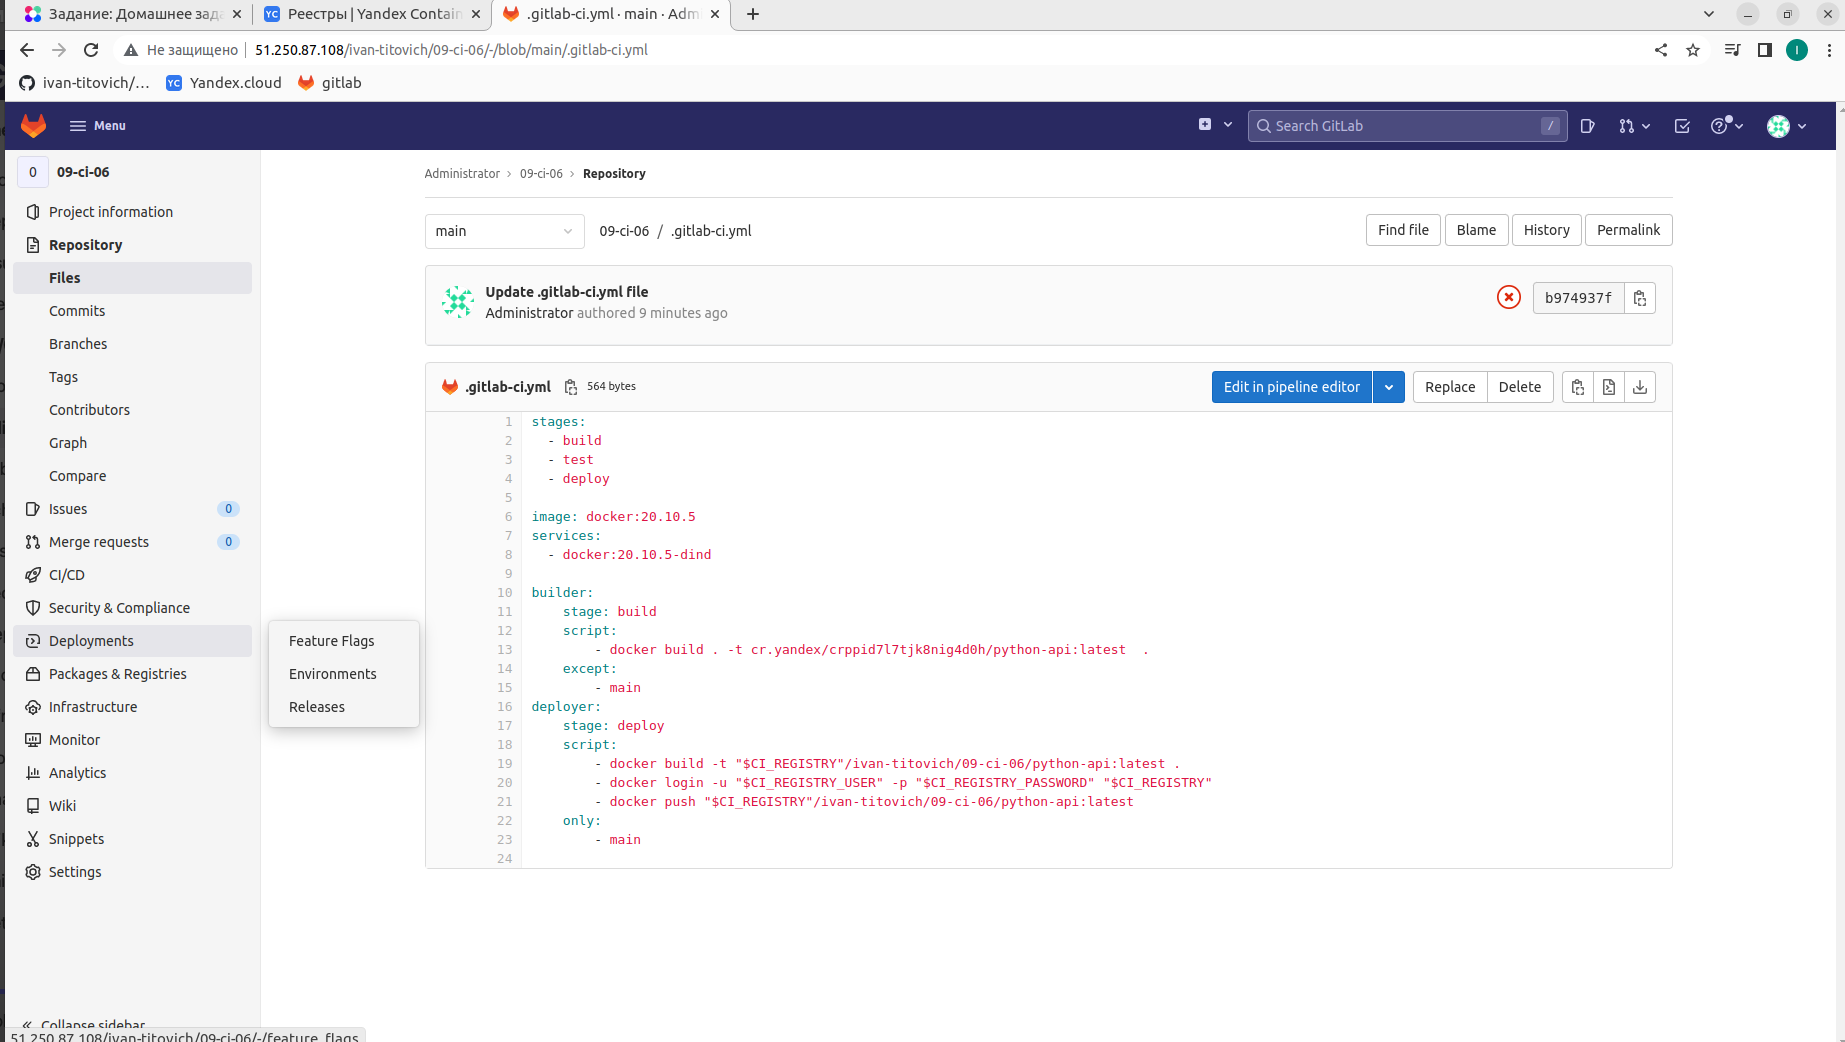 Задание: Домашнее зада
Реестры | Yandex Contain
.gitlab-ci.yml · main · Adm
Не защищено
51.250.87.108/ivan-titovich/09-ci-06/-/blob/main/.gitlab-ci.yml
I
ivan-titovich/...
YC
Yandex.cloud
gitlab
Menu
Search GitLab
/
O
09-ci-06
Project information
Repository
Files
Commits
Branches
Tags
Contributors
Graph
Compare
Issues
0
Merge requests
0
CI/CD
Security & Compliance
Deployments
Packages & Registries
Infrastructure
Monitor
Analytics
Wiki
Snippets
Settings
Collapse sidebar
51.250.87.108/ivan-titovich/09-ci-06/-/feature_flags
Feature Flags
Environments
Releases
Administrator > 09-ci-06 > Repository
main
09-ci-06 / .gitlab-ci.yml
Find file
Blame
History
Permalink
Update .gitlab-ci.yml file
Administrator authored 9 minutes ago
b974937f
.gitlab-ci.yml
564 bytes
Edit in pipeline editor
Replace
Delete
1 stages:
2 - build
3 - test
4 - deploy
5
6 image: docker:20.10.5
7 services:
8 - docker:20.10.5-dind
9
10 builder:
11 stage: build
12 script:
13 - docker build . -t cr.yandex/crppid7l7tjk8nig4d0h/python-api:latest  .
14 except:
15 - main
16 deployer:
17 stage: deploy
18 script:
19 - docker build -t "$CI_REGISTRY"/ivan-titovich/09-ci-06/python-api:latest .
20 - docker login -u "$CI_REGISTRY_USER" -p "$CI_REGISTRY_PASSWORD" "$CI_REGISTRY"
21 - docker push "$CI_REGISTRY"/ivan-titovich/09-ci-06/python-api:latest
22 only:
23 - main
24